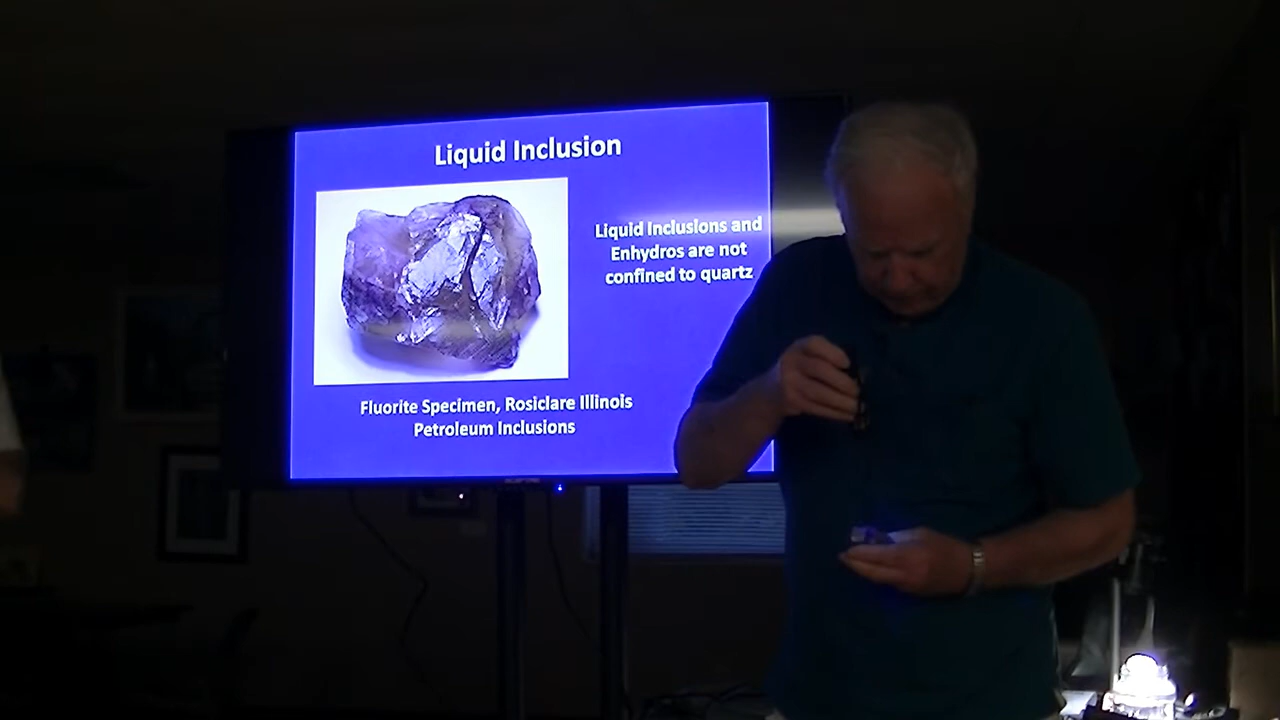 Liquid Inclusion
Liquid Inclusions and
Enhydros are not
confined to quartz
Fluorite Specimen, Rosiclare Illinois
Petroleum Inclusions